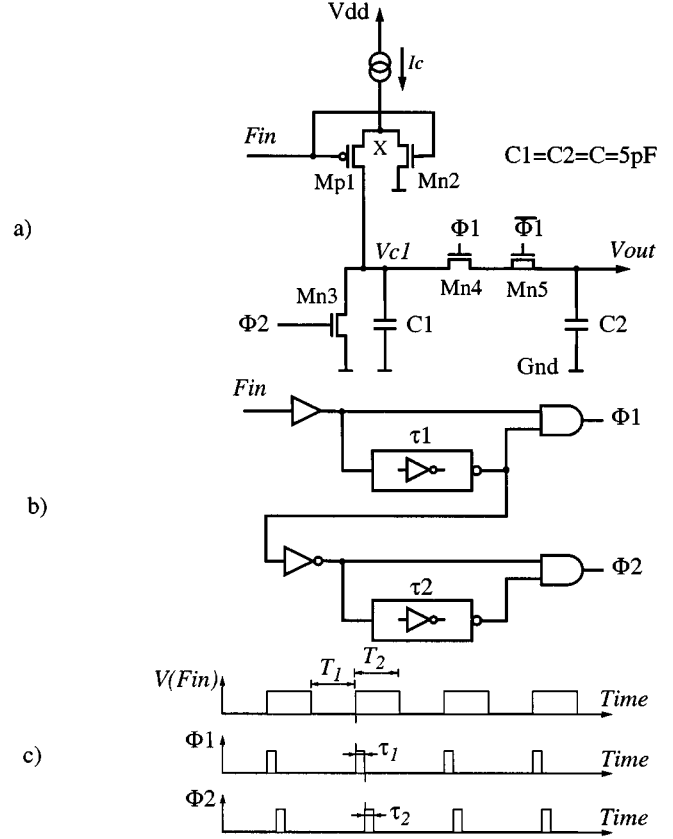 Vdd
Ic
Fin
X
C1=C2=C=5pF
Mp1
Mn2
a)
Φ1
Φ̅1̅
Vc1
Vout
Mn3
Mn4
Mn5
Φ2
C1
C2
Gnd
Fin
Φ1
τ1
b)
Φ2
τ2
T1
T2
V(Fin)
Time
c)
Φ1
τ1
Time
Φ2
τ2
Time